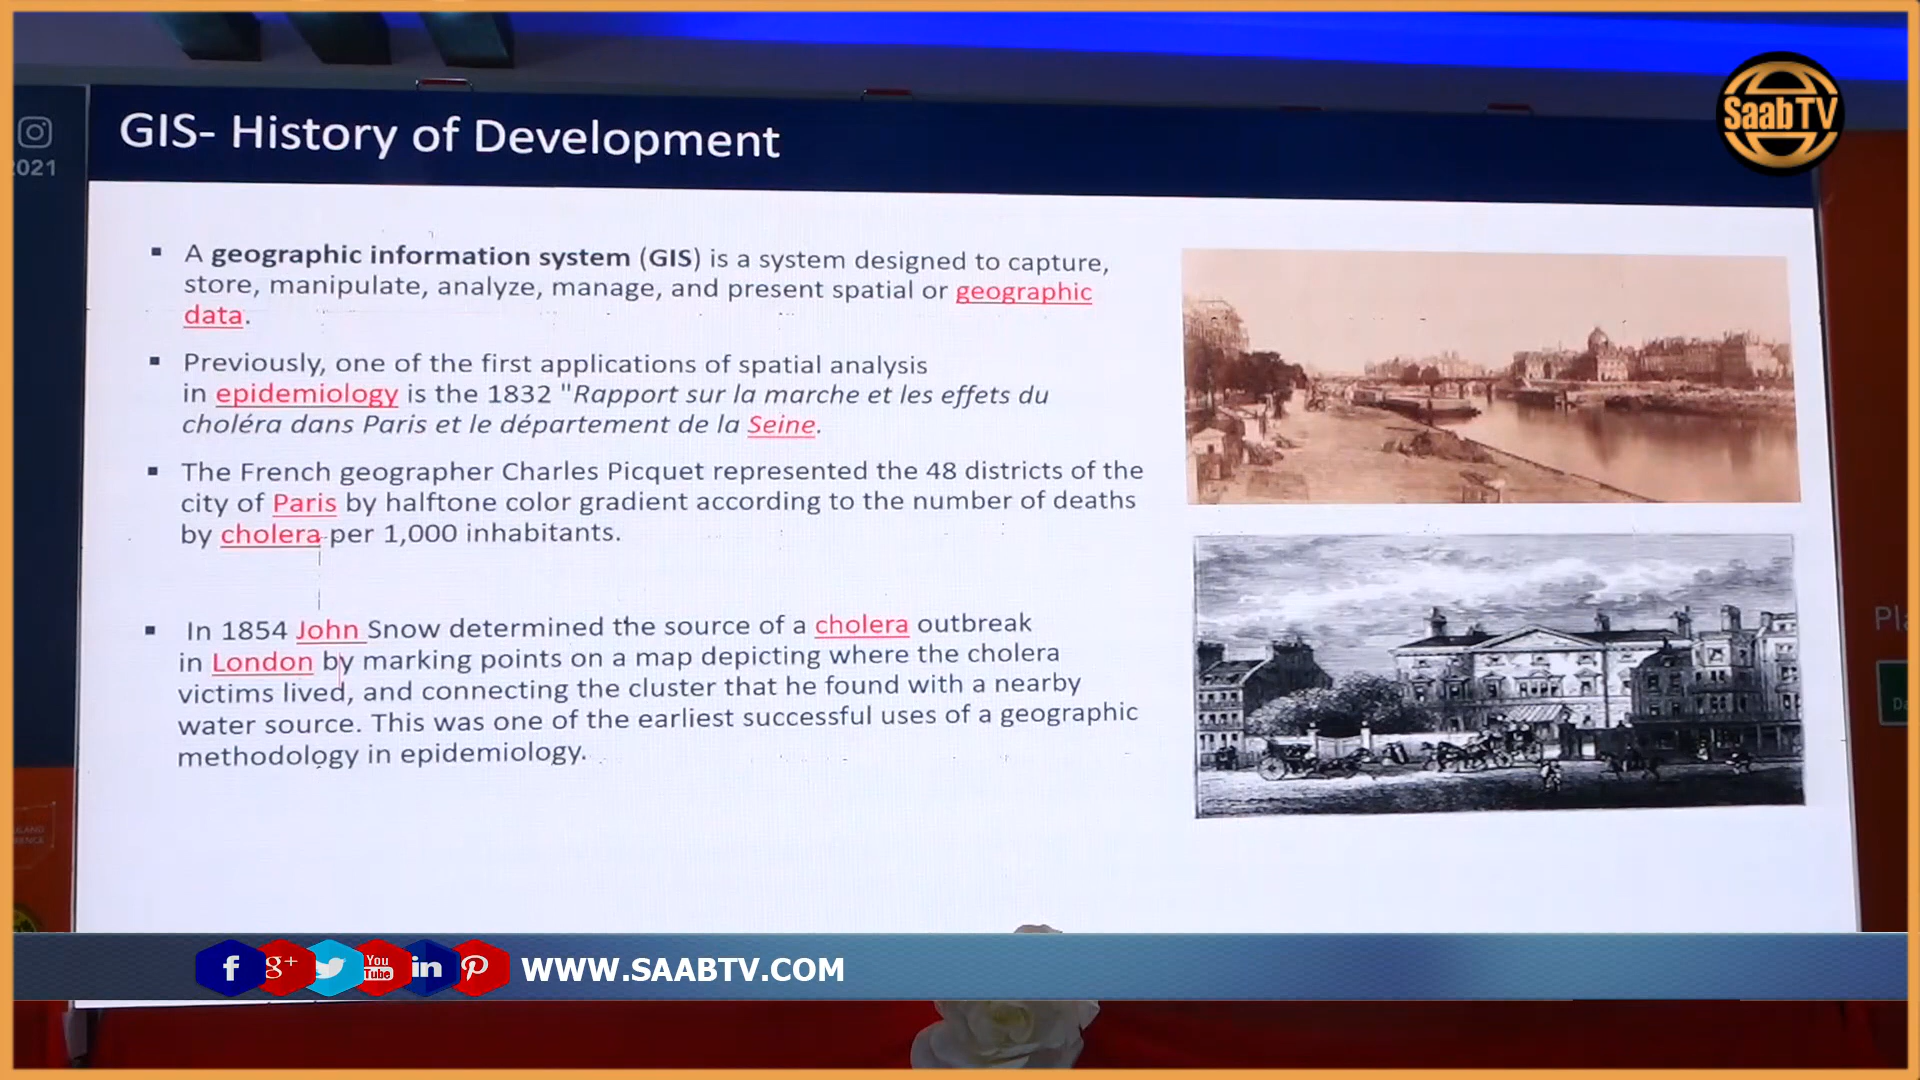 SaabTV
2021
GIS- History of Development
▪ A geographic information system (GIS) is a system designed to capture,
store, manipulate, analyze, manage, and present spatial or geographic
data.
▪ Previously, one of the first applications of spatial analysis
in epidemiology is the 1832 "Rapport sur la marche et les effets du
choléra dans Paris et le département de la Seine.
▪ The French geographer Charles Picquet represented the 48 districts of the
city of Paris by halftone color gradient according to the number of deaths
by cholera per 1,000 inhabitants.
▪ In 1854 John Snow determined the source of a cholera outbreak
in London by marking points on a map depicting where the cholera
victims lived, and connecting the cluster that he found with a nearby
water source. This was one of the earliest successful uses of a geographic
methodology in epidemiology.
f g+ You Tube in
WWW.SAABTV.COM